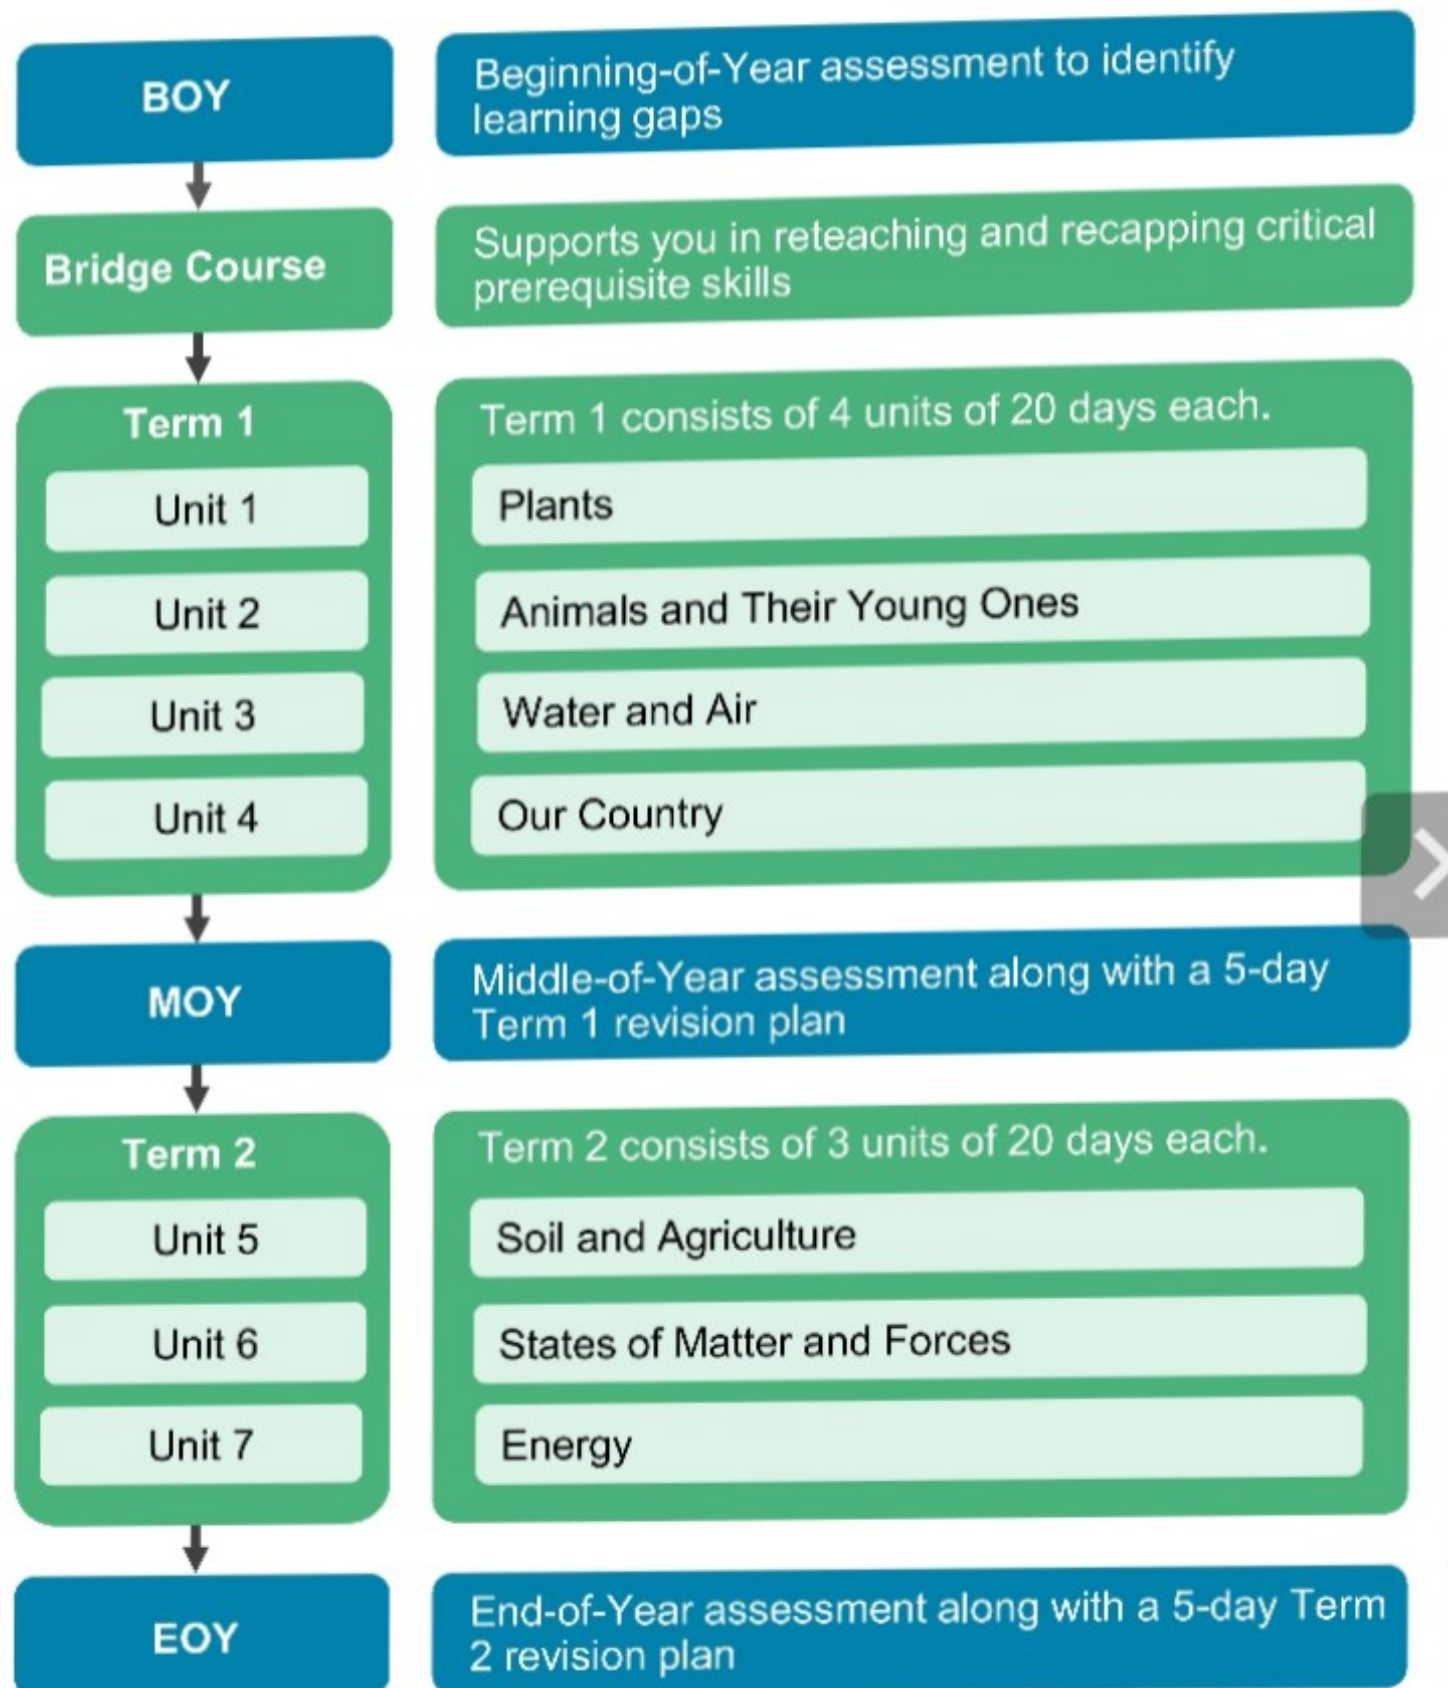 BOY
Beginning-of-Year assessment to identify
learning gaps
Bridge Course
Supports you in reteaching and recapping critical
prerequisite skills
Term 1
Term 1 consists of 4 units of 20 days each.
Unit 1
Plants
Unit 2
Animals and Their Young Ones
Unit 3
Water and Air
Unit 4
Our Country
MOY
Middle-of-Year assessment along with a 5-day
Term 1 revision plan
Term 2
Term 2 consists of 3 units of 20 days each.
Unit 5
Soil and Agriculture
Unit 6
States of Matter and Forces
Unit 7
Energy
EOY
End-of-Year assessment along with a 5-day Term
2 revision plan